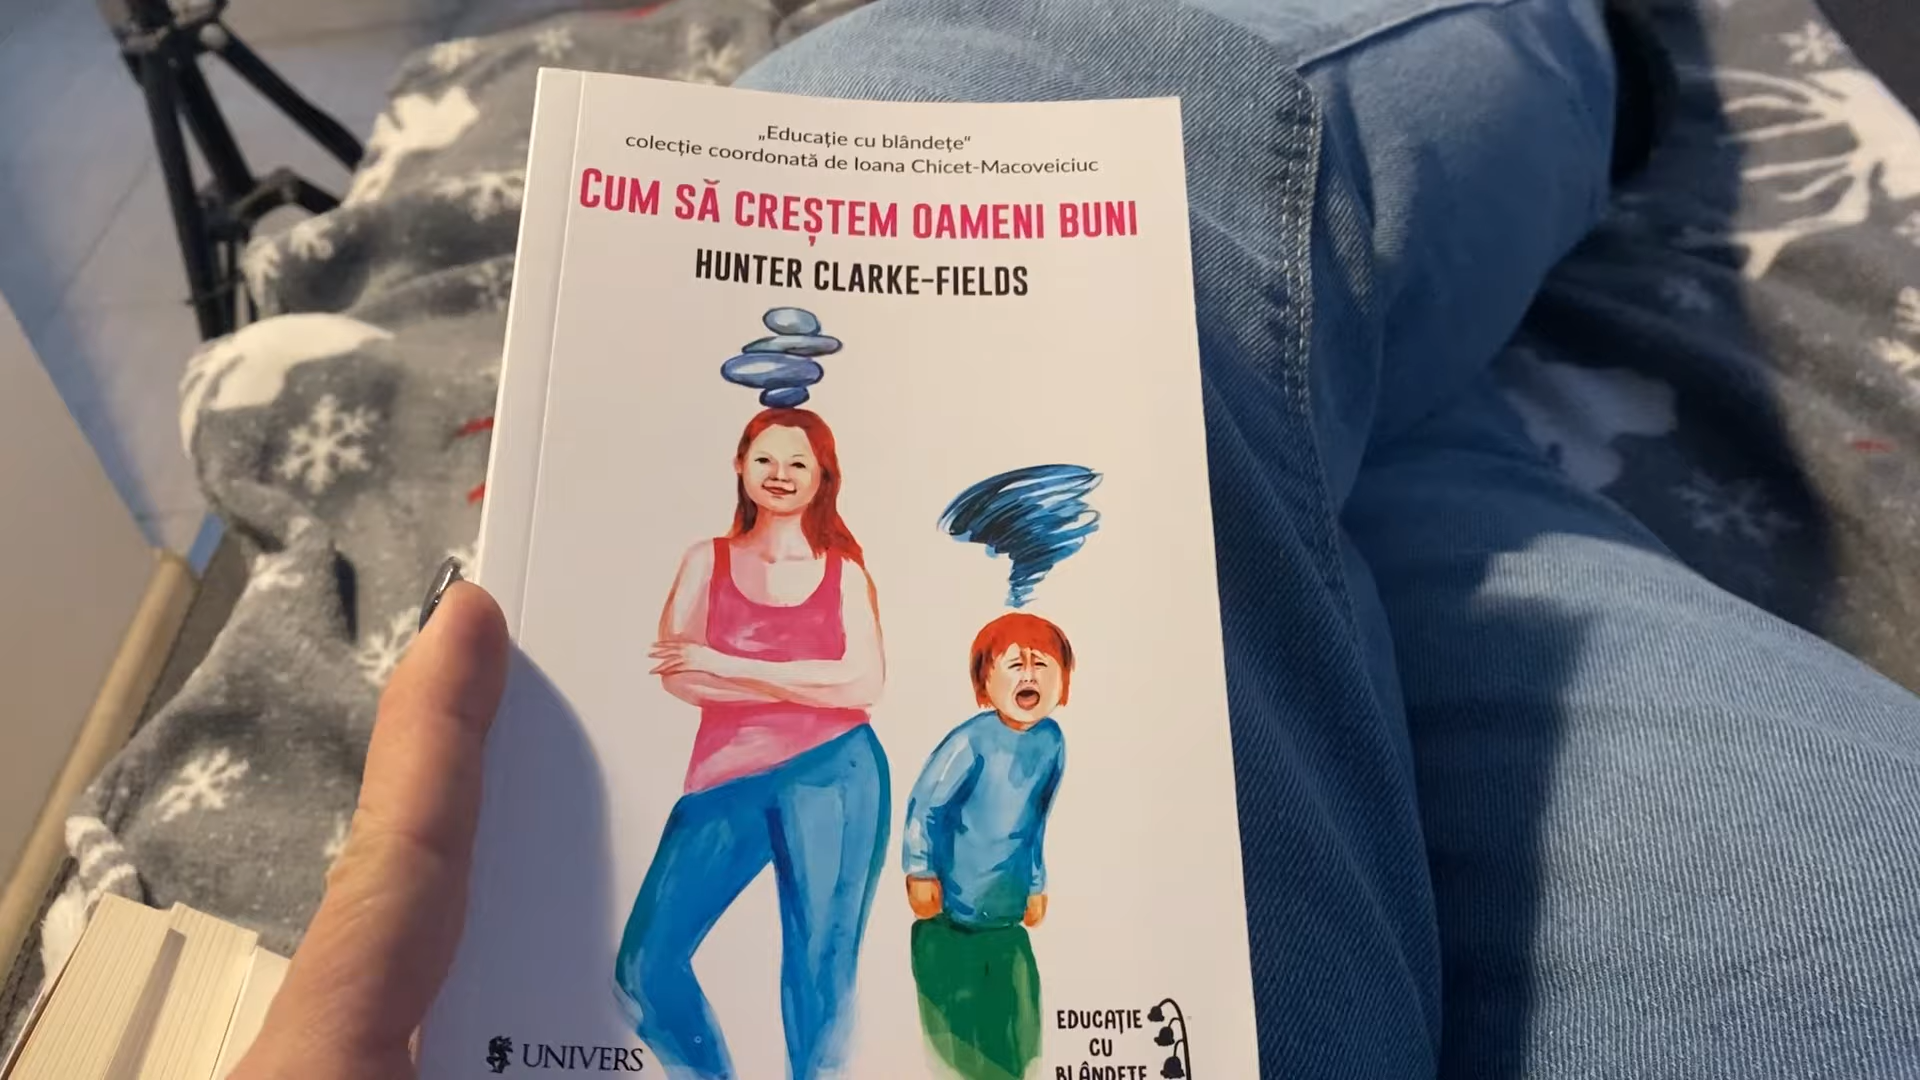 „Educație cu blândețe“
colecție coordonată de Ioana Chicet-Macoveiciuc
CUM SĂ CREȘTEM OAMENI BUNI
HUNTER CLARKE-FIELDS
UNIVERS
EDUCAȚIE
CU
BLÂNDEȚE